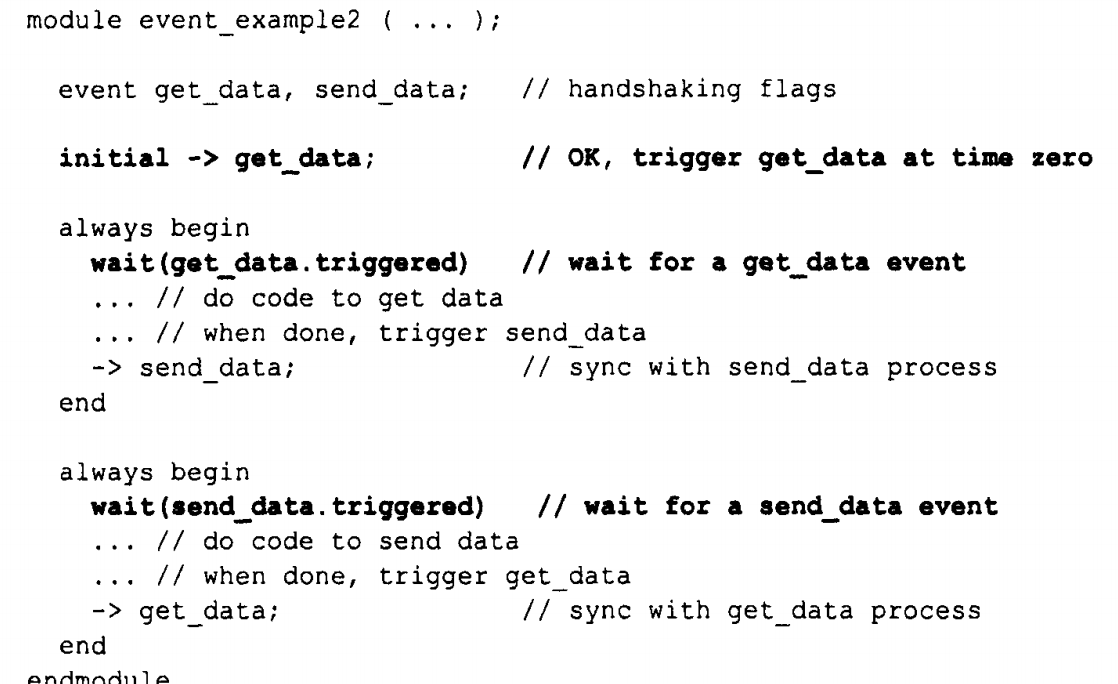 module event_example2 ( ... );
event get_data, send_data; // handshaking flags
initial -> get_data; // OK, trigger get_data at time zero
always begin
wait(get_data.triggered) // wait for a get_data event
... // do code to get data
... // when done, trigger send_data
-> send_data; // sync with send_data process
end
always begin
wait(send_data.triggered) // wait for a send_data event
... // do code to send data
... // when done, trigger get_data
-> get_data; // sync with get_data process
end
endmodule